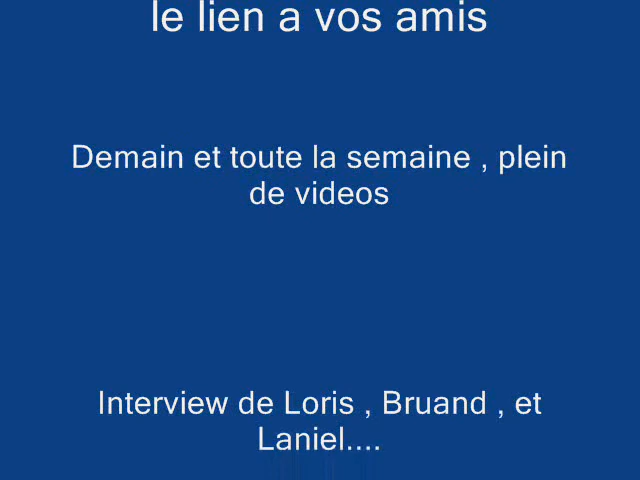 le lien a vos amis
Demain et toute la semaine , plein
de videos
Interview de Loris , Bruand , et
Laniel....